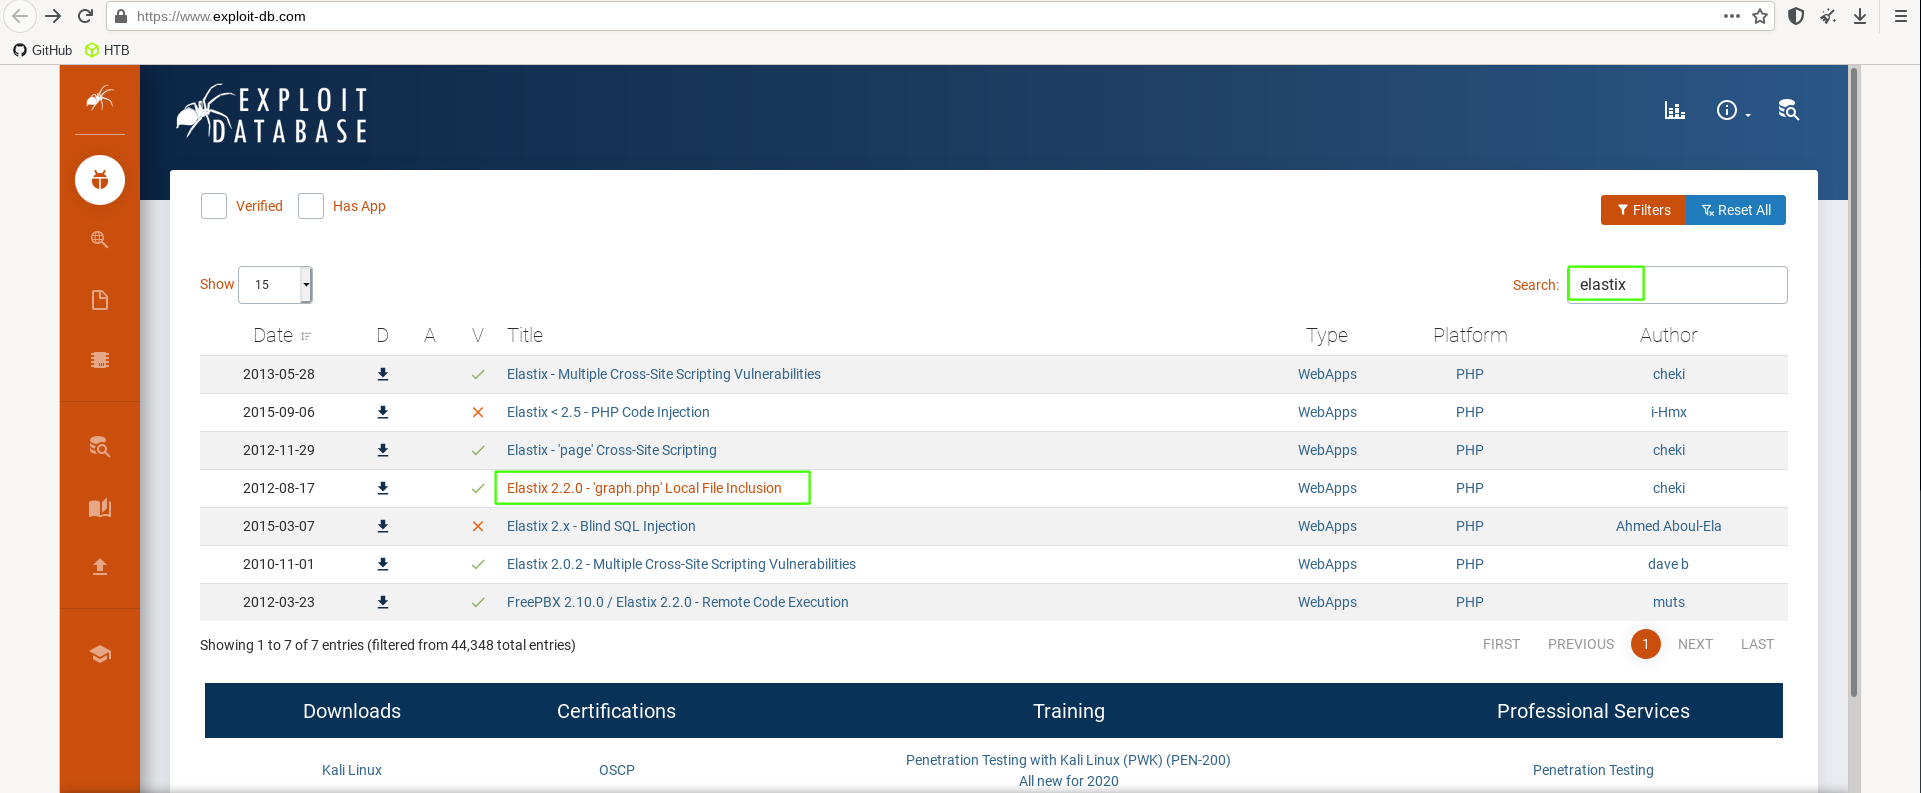 https://www.exploit-db.com
GitHub HTB
EXPLOIT
DATABASE
Verified Has App
Filters Reset All
Show 15
Search: elastix
Date D A V Title Type Platform Author
2013-05-28 Elastix - Multiple Cross-Site Scripting Vulnerabilities WebApps PHP cheki
2015-09-06 Elastix < 2.5 - PHP Code Injection WebApps PHP i-Hmx
2012-11-29 Elastix - 'page' Cross-Site Scripting WebApps PHP cheki
2012-08-17 Elastix 2.2.0 - 'graph.php' Local File Inclusion WebApps PHP cheki
2015-03-07 Elastix 2.x - Blind SQL Injection WebApps PHP Ahmed Aboul-Ela
2010-11-01 Elastix 2.0.2 - Multiple Cross-Site Scripting Vulnerabilities WebApps PHP dave b
2012-03-23 FreePBX 2.10.0 / Elastix 2.2.0 - Remote Code Execution WebApps PHP muts
Showing 1 to 7 of 7 entries (filtered from 44,348 total entries)
FIRST PREVIOUS 1 NEXT LAST
Downloads Certifications Training Professional Services
Kali Linux OSCP Penetration Testing with Kali Linux (PWK) (PEN-200) Penetration Testing
All new for 2020